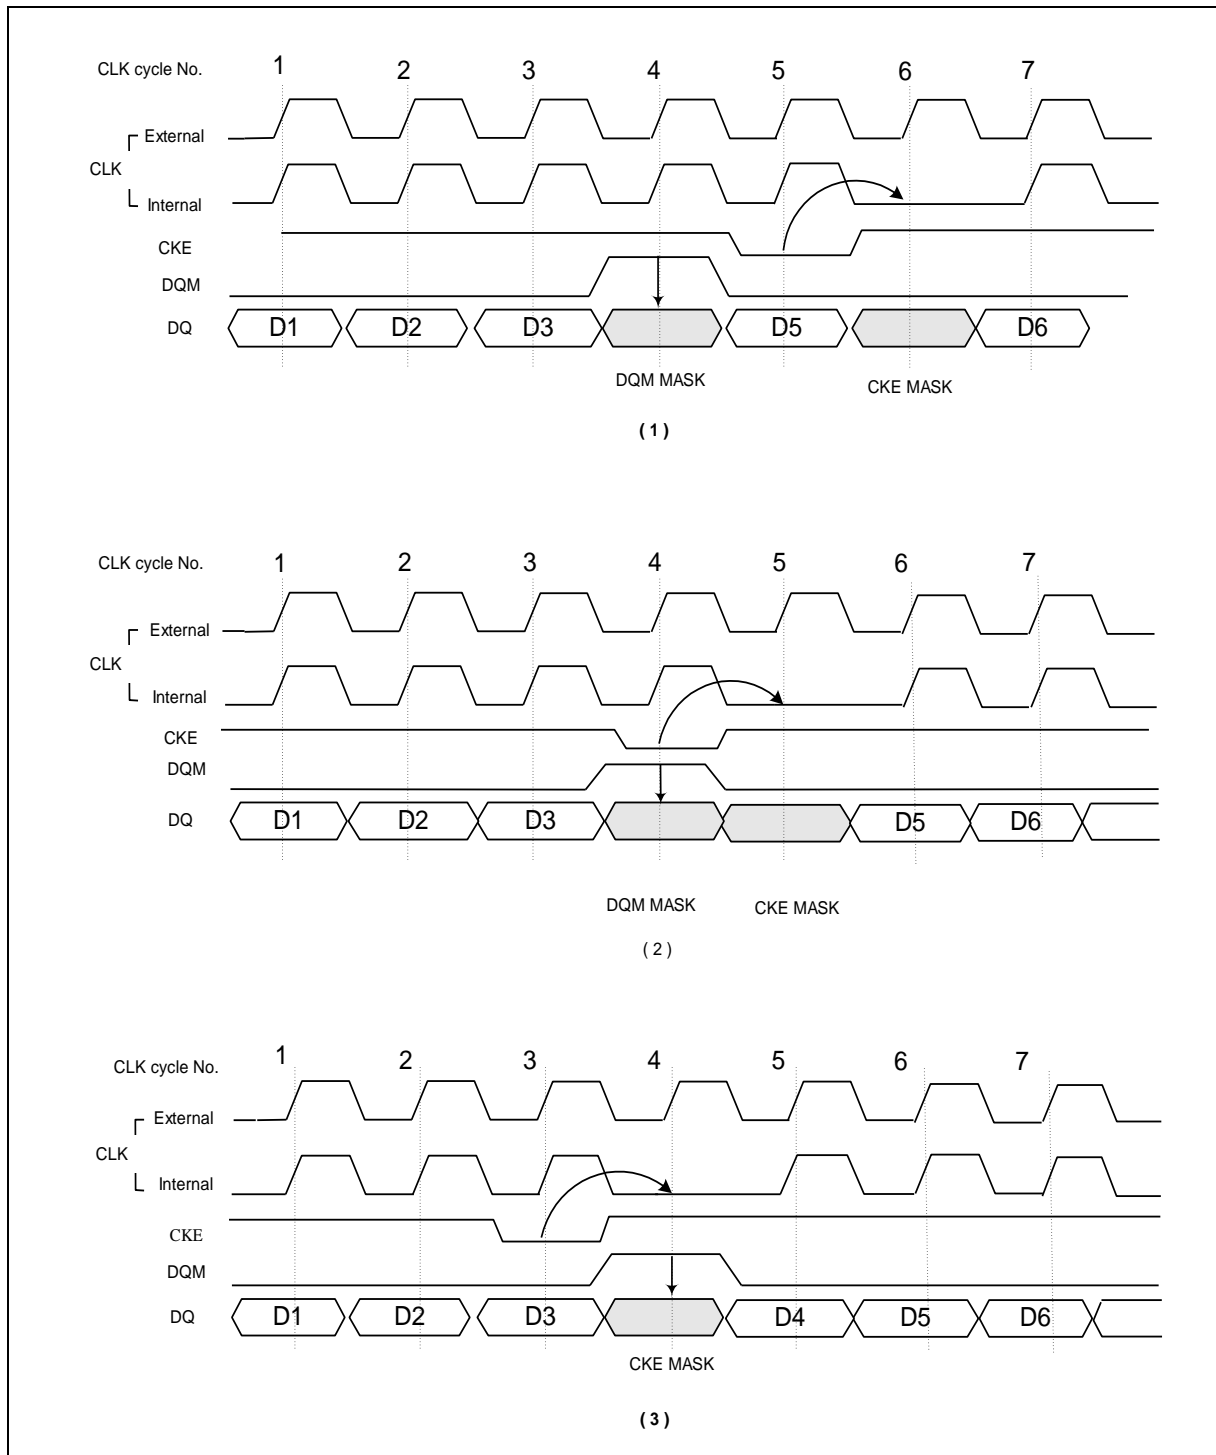 CLK cycle No. 1 2 3 4 5 6 7
External
CLK
Internal
CKE
DQM
DQ D1 D2 D3 D5 D6
DQM MASK CKE MASK
( 1 )
CLK cycle No. 1 2 3 4 5 6 7
External
CLK
Internal
CKE
DQM
DQ D1 D2 D3 D5 D6
DQM MASK CKE MASK
( 2 )
CLK cycle No. 1 2 3 4 5 6 7
External
CLK
Internal
CKE
DQM
DQ D1 D2 D3 D4 D5 D6
CKE MASK
( 3 )